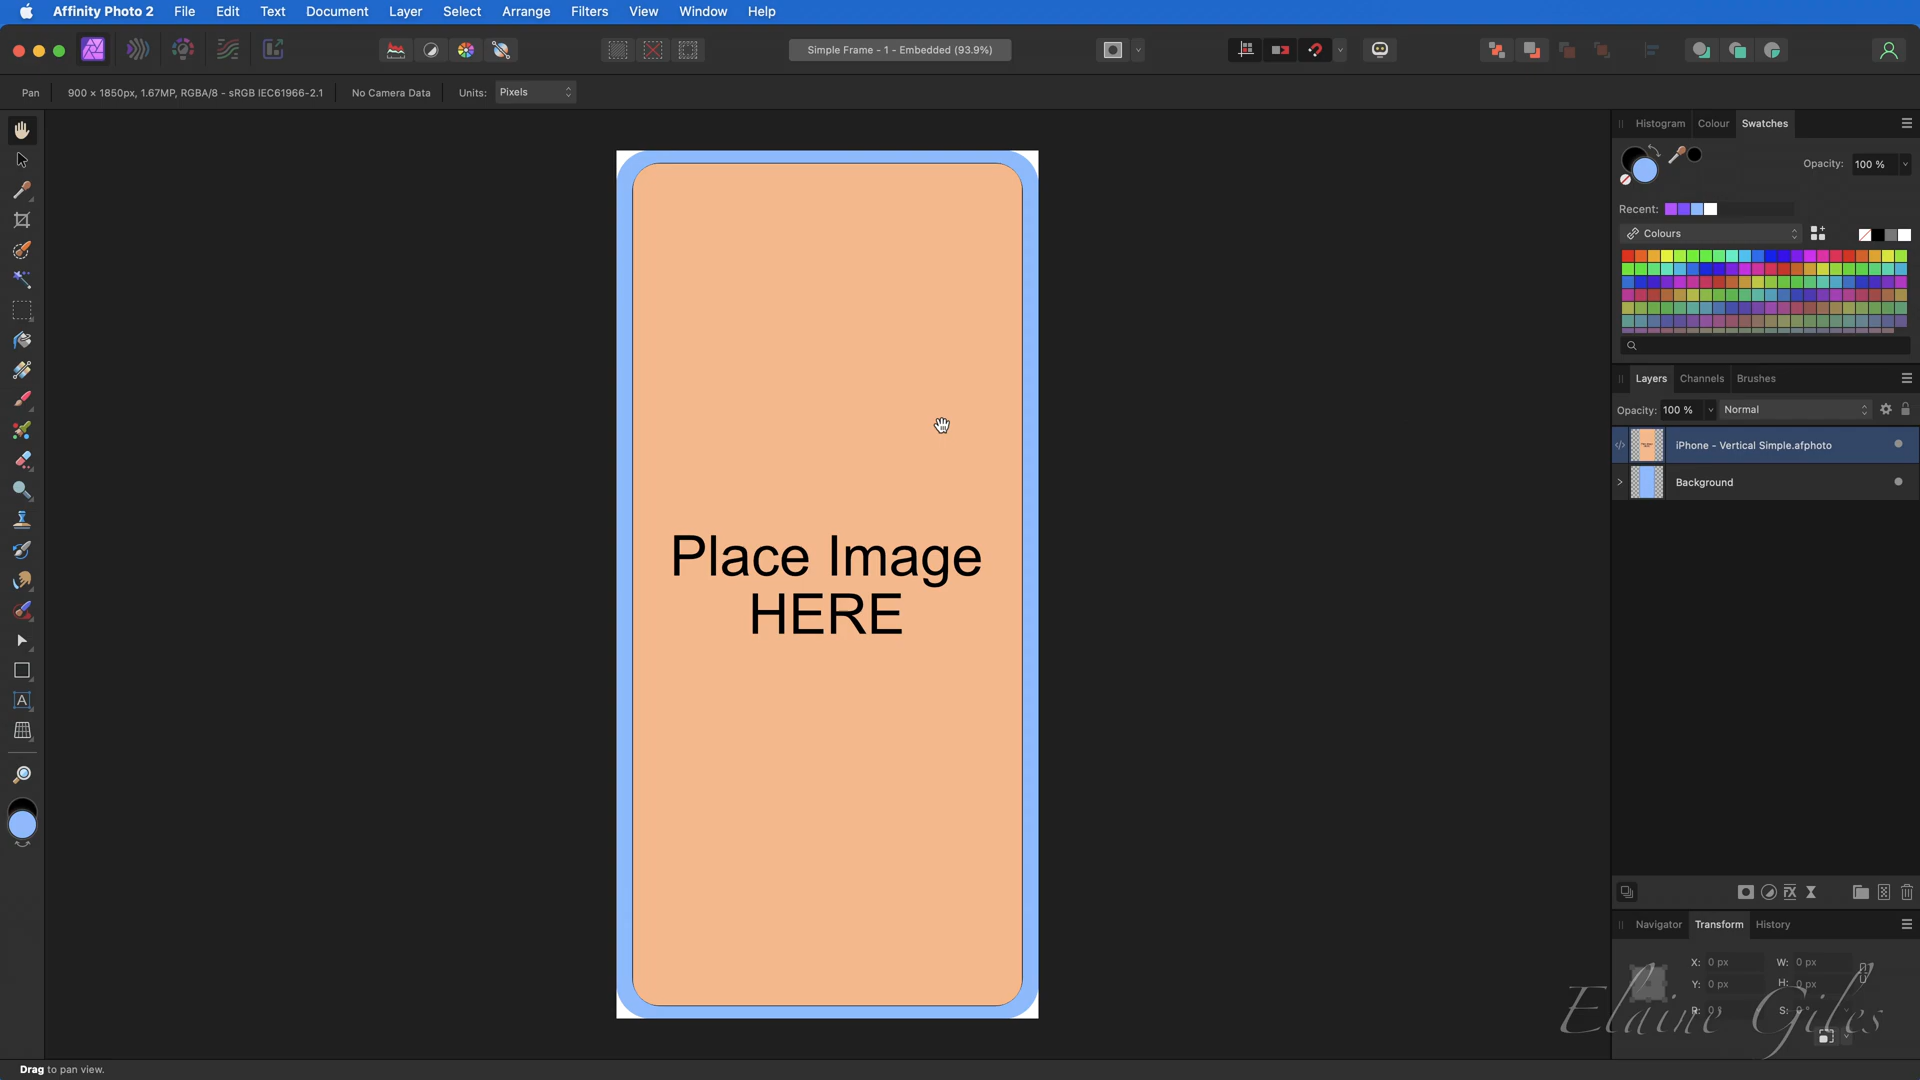 Affinity Photo 2 File Edit Text Document Layer Select Arrange Filters View Window Help
Simple Frame - 1 - Embedded (93.9%)
Pan 900 × 1850px, 1.67MP, RGBA/8 - sRGB IEC61966-2.1 No Camera Data Units: Pixels
Histogram Colour Swatches
Opacity: 100 %
Recent:
Colours
Layers Channels Brushes
Opacity: 100 % Normal
iPhone - Vertical Simple.afphoto
Background
Place Image
HERE
Navigator Transform History
X: 0 px W: 0 px
Y: 0 px H: 0 px
R: S:
Elaine Giles
Drag to pan view.